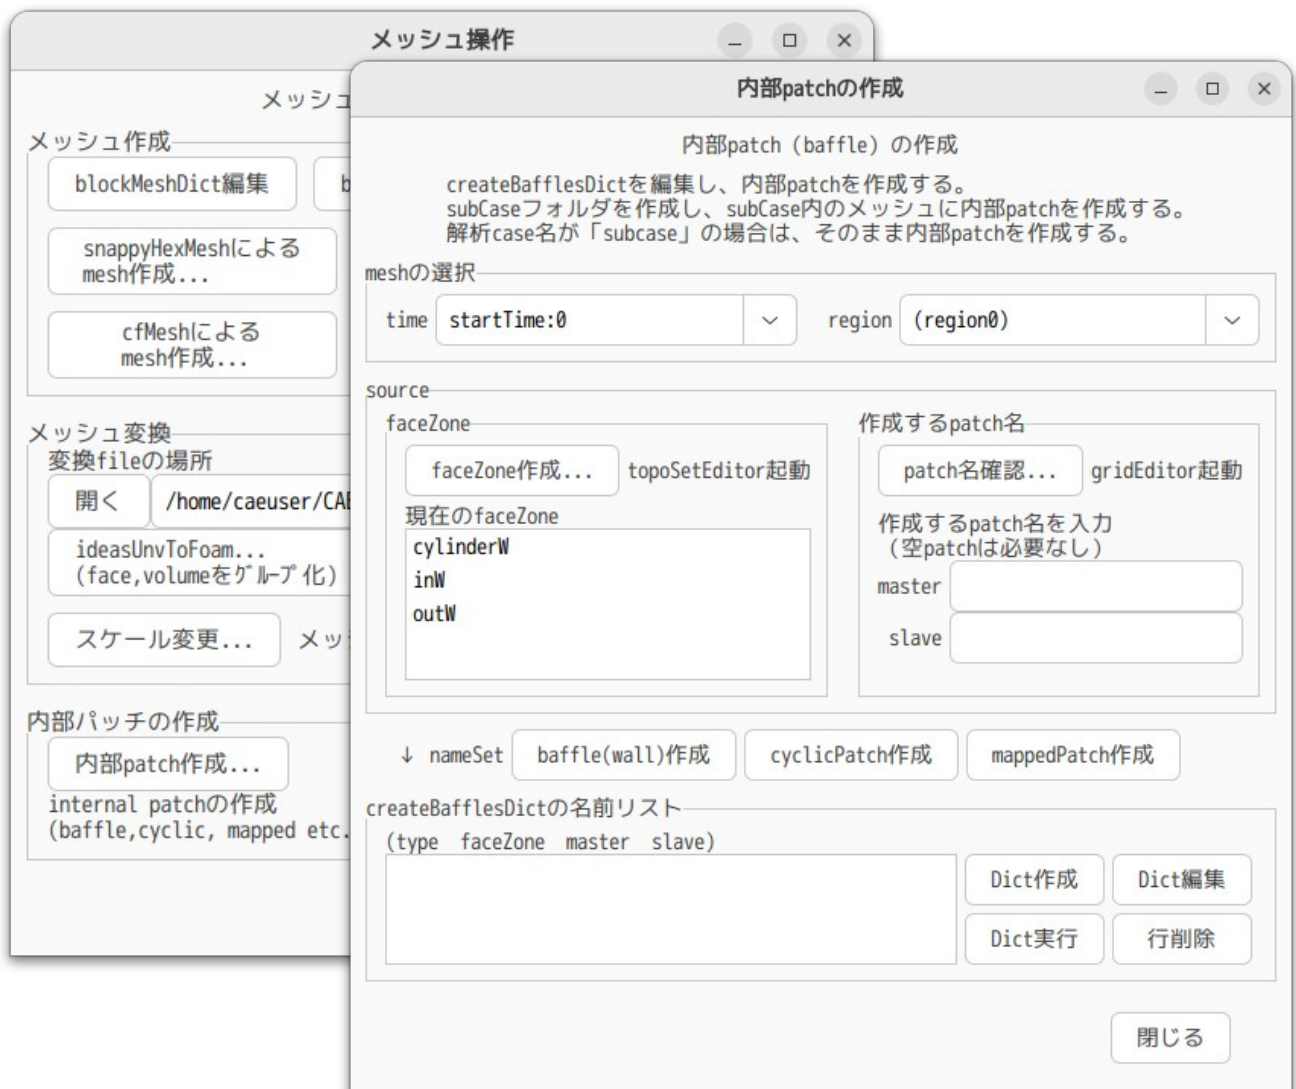 メッシュ操作
メッシュ
メッシュ作成
blockMeshDict編集
b
snappyHexMeshによる
mesh作成...
cfMeshによる
mesh作成...
メッシュ変換
変換fileの場所
開く /home/caeuser/CAE
ideasUnvToFoam...
(face,volumeをｸﾞﾙｰﾌﾟ化)
スケール変更... メッ
内部パッチの作成
内部patch作成...
internal patchの作成
(baffle,cyclic, mapped etc.
内部patchの作成
内部patch（baffle）の作成
createBafflesDictを編集し、内部patchを作成する。
subCaseフォルダを作成し、subCase内のメッシュに内部patchを作成する。
解析case名が「subcase」の場合は、そのまま内部patchを作成する。
meshの選択
time startTime:0 region (region0)
source
faceZone
faceZone作成... topoSetEditor起動
現在のfaceZone
cylinderW
inW
outW
作成するpatch名
patch名確認... gridEditor起動
作成するpatch名を入力
（空patchは必要なし）
master
slave
↓ nameSet baffle(wall)作成 cyclicPatch作成 mappedPatch作成
createBafflesDictの名前リスト
(type faceZone master slave)
Dict作成 Dict編集
Dict実行 行削除
閉じる